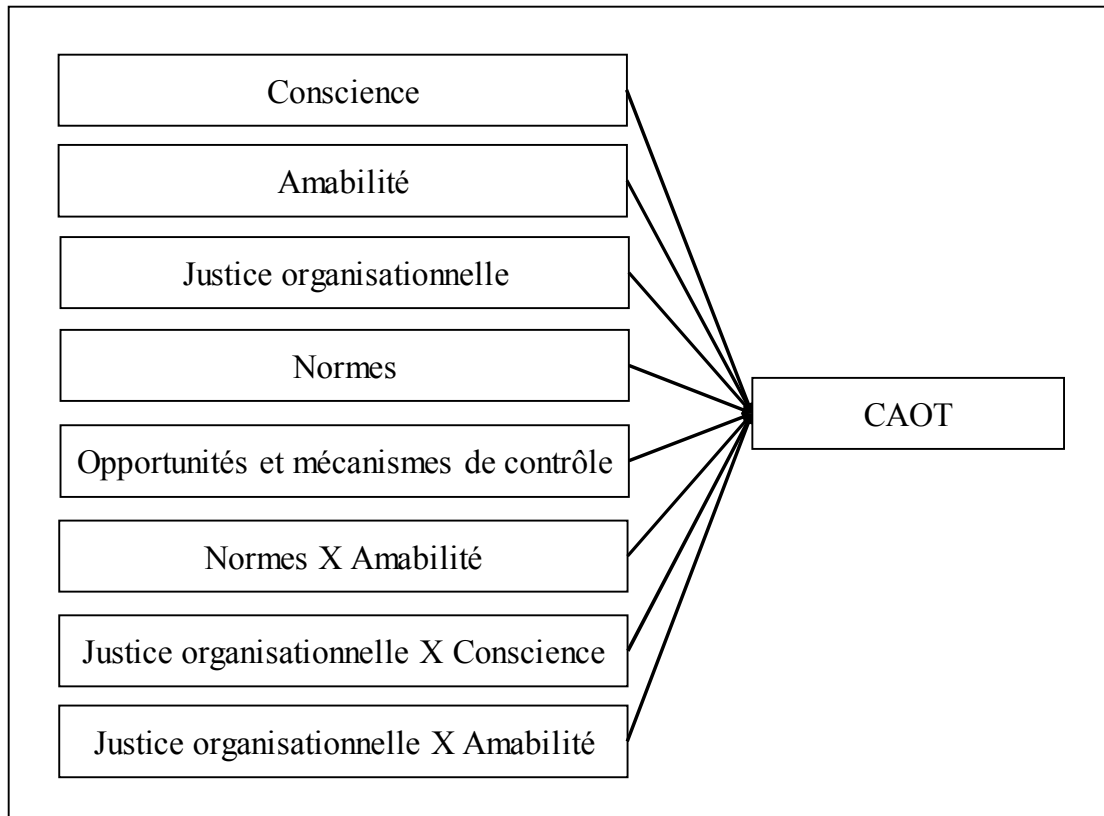 Conscience
Amabilité
Justice organisationnelle
Normes
Opportunités et mécanismes de contrôle
Normes X Amabilité
Justice organisationnelle X Conscience
Justice organisationnelle X Amabilité
CAOT